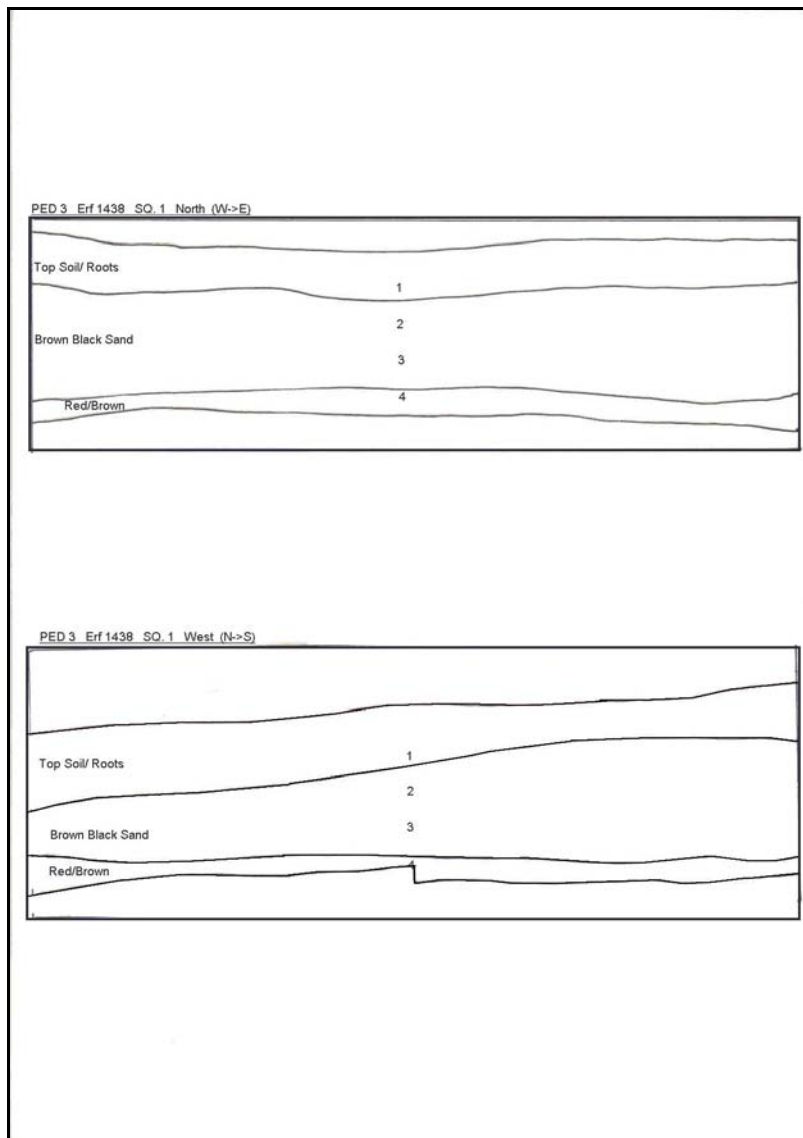 PED 3 Erf 1438 SQ. 1 North (W->E)
Top Soil/ Roots
1
2
Brown Black Sand
3
4
Red/Brown
PED 3 Erf 1438 SQ. 1 West (N->S)
1
Top Soil/ Roots
2
3
Brown Black Sand
Red/Brown